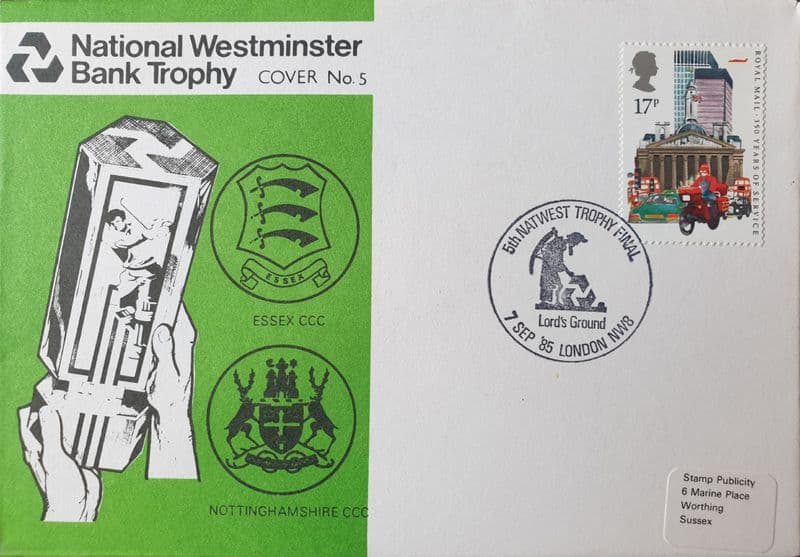 National Westminster
Bank Trophy COVER No. 5
ESSEX
ESSEX CCC
NOTTINGHAMSHIRE CCC
17P
ROYAL MAIL · 350 YEARS OF SERVICE
5th NATWEST TROPHY FINAL
Lord's Ground
7 SEP '85 LONDON NW8
Stamp Publicity
6 Marine Place
Worthing
Sussex